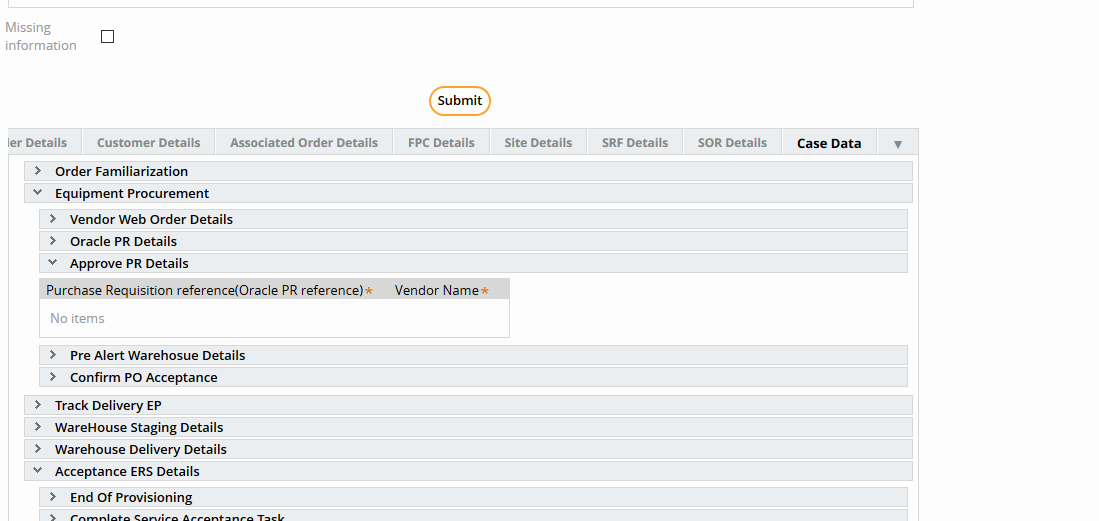 Missing
information
Submit
ler Details Customer Details Associated Order Details FPC Details Site Details SRF Details SOR Details Case Data
Order Familiarization
Equipment Procurement
Vendor Web Order Details
Oracle PR Details
Approve PR Details
Purchase Requisition reference(Oracle PR reference)* Vendor Name*
No items
Pre Alert Warehosue Details
Confirm PO Acceptance
Track Delivery EP
WareHouse Staging Details
Warehouse Delivery Details
Acceptance ERS Details
End Of Provisioning
Complete Service Acceptance Task